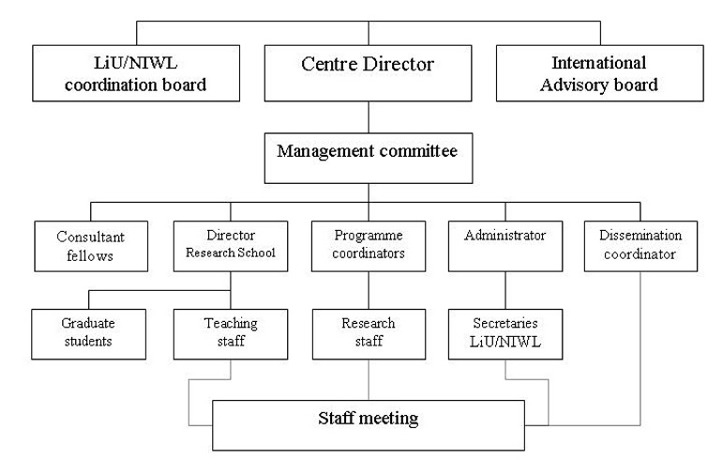 LiU/NIWL
coordination board
Centre Director
International
Advisory board
Management committee
Consultant
fellows
Director
Research School
Programme
coordinators
Administrator
Dissemination
coordinator
Graduate
students
Teaching
staff
Research
staff
Secretaries
LiU/NIWL
Staff meeting